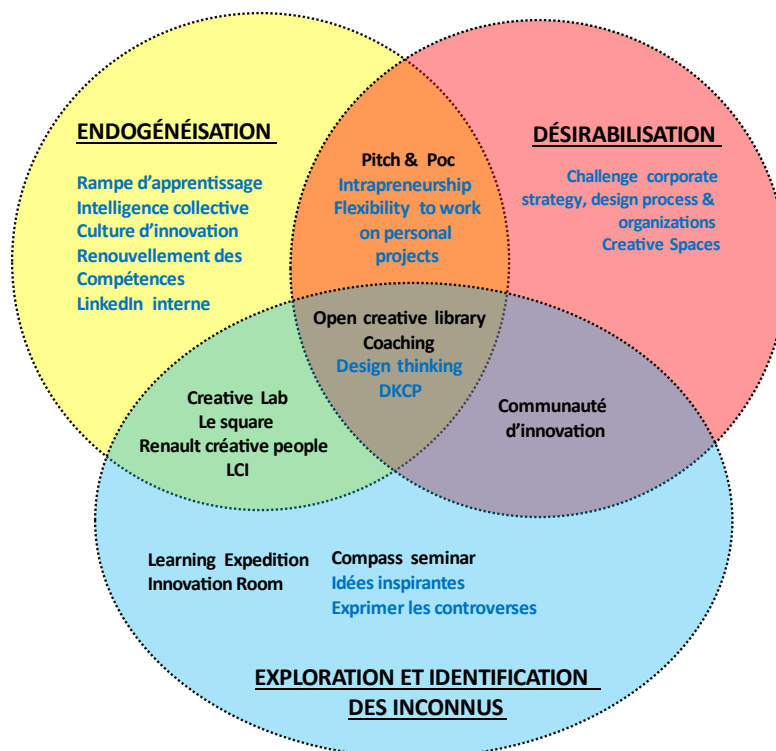 ENDOGÉNÉISATION
Rampe d'apprentissage
Intelligence collective
Culture d'innovation
Renouvellement des
Compétences
LinkedIn interne
Pitch & Poc
Intrapreneurship
Flexibility to work
on personal
projects
DÉSIRABILISATION
Challenge corporate
strategy, design process &
organizations
Creative Spaces
Open creative library
Coaching
Design thinking
DKCP
Creative Lab
Le square
Renault créative people
LCI
Communauté
d'innovation
Learning Expedition
Innovation Room
Compass seminar
Idées inspirantes
Exprimer les controverses
EXPLORATION ET IDENTIFICATION
DES INCONNUS